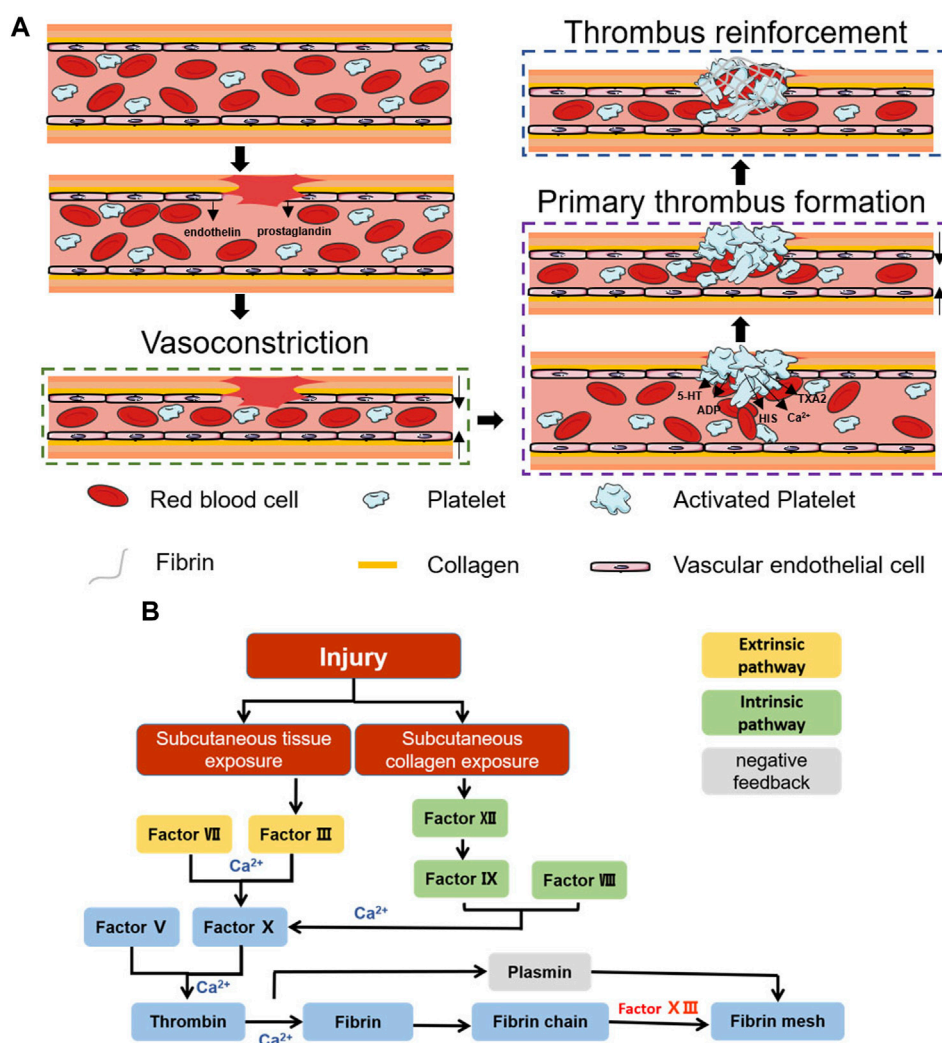 A
Thrombus reinforcement
endothelin
prostaglandin
Primary thrombus formation
Vasoconstriction
5-HT
ADP
HIS
Ca²⁺
TXA2
Red blood cell
Platelet
Activated Platelet
Fibrin
Collagen
Vascular endothelial cell
B
Injury
Extrinsic
pathway
Subcutaneous tissue
exposure
Subcutaneous
collagen exposure
Intrinsic
pathway
negative
feedback
Factor Ⅻ
Factor Ⅶ
Factor Ⅲ
Ca²⁺
Factor Ⅸ
Factor Ⅷ
Factor Ⅴ
Factor Ⅹ
Ca²⁺
Ca²⁺
Plasmin
Thrombin
Ca²⁺
Fibrin
Fibrin chain
Factor ⅩⅢ
Fibrin mesh